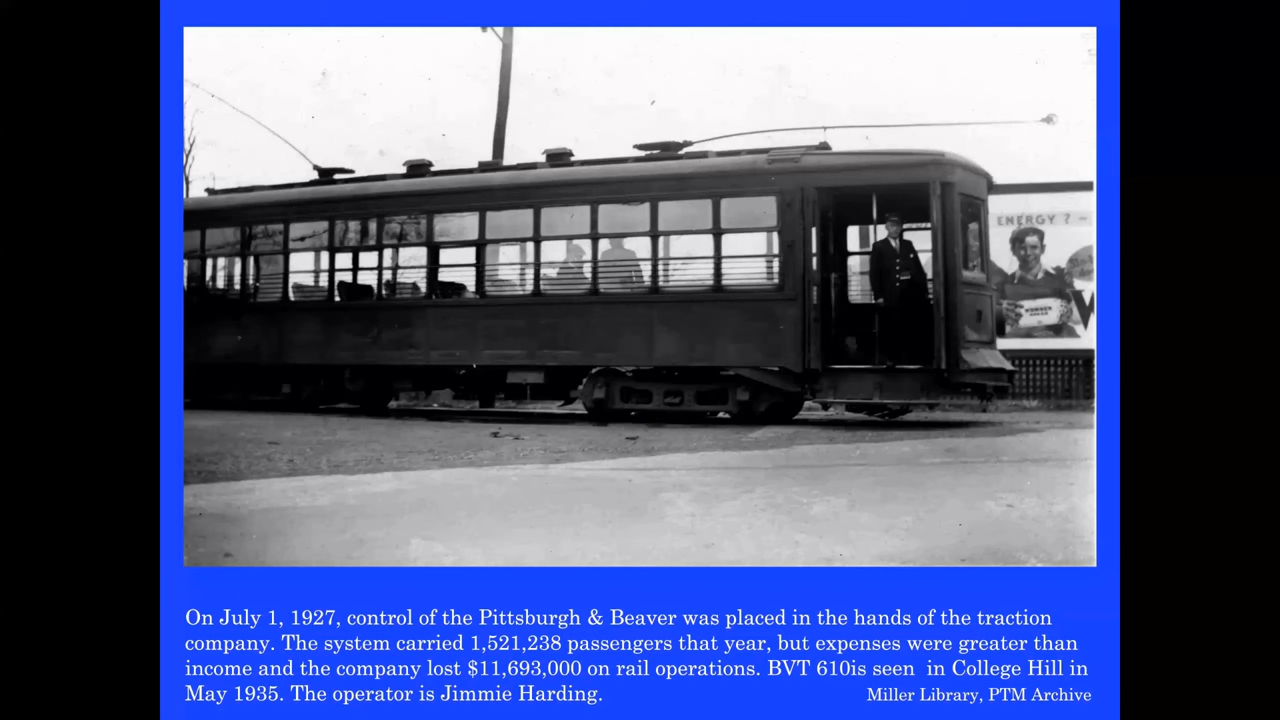 ENERGY ? -
On July 1, 1927, control of the Pittsburgh & Beaver was placed in the hands of the traction
company. The system carried 1,521,238 passengers that year, but expenses were greater than
income and the company lost $11,693,000 on rail operations. BVT 610is seen  in College Hill in
May 1935. The operator is Jimmie Harding.
Miller Library, PTM Archive